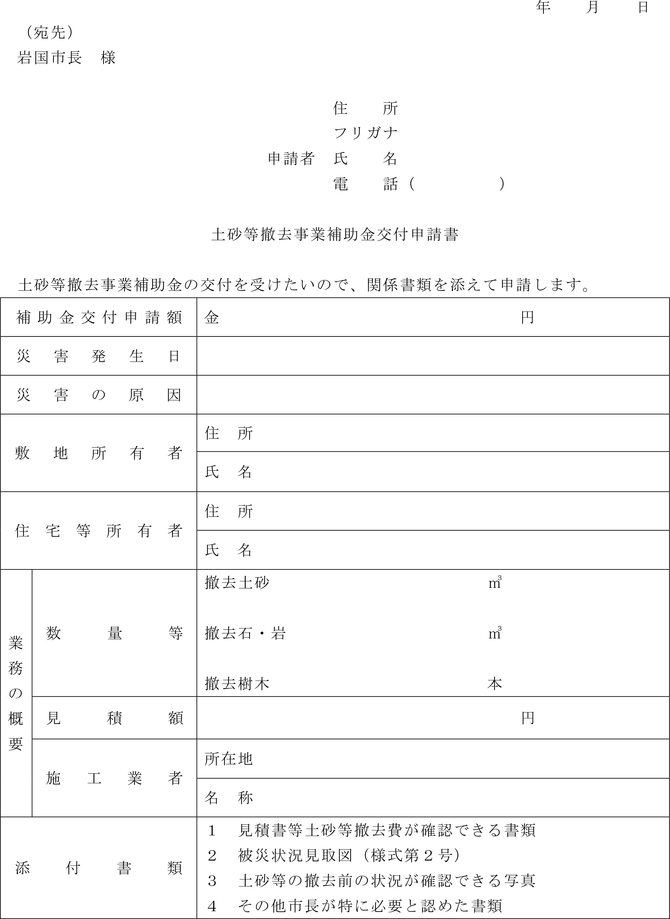 年　　月　　日
（宛先）
岩国市長　様
住　　所
フリガナ
申請者　氏　　名
電　　話（　　　　　）
土砂等撤去事業補助金交付申請書
土砂等撤去事業補助金の交付を受けたいので、関係書類を添えて申請します。
補助金交付申請額　金　　　　　円
災害発生日
災害の原因
敷地所有者
住　所
氏　名
住宅等所有者
住　所
氏　名
業務の概要
数量等
撤去土砂　　　　　㎥
撤去石・岩　　　　　㎥
撤去樹木　　　　　本
見積額　　　　　円
施工業者
所在地
名　称
添付書類
１　見積書等土砂等撤去費が確認できる書類
２　被災状況見取図（様式第２号）
３　土砂等の撤去前の状況が確認できる写真
４　その他市長が特に必要と認めた書類